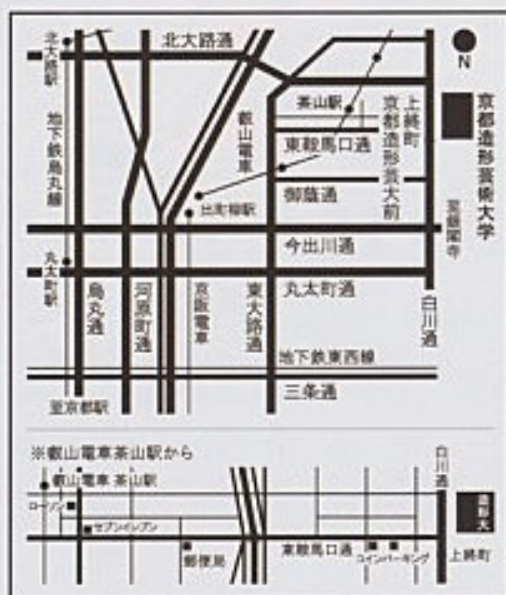 北大路駅
北大路通
N
叡山電車
茶山駅
上終町
京都造形芸大前
京都造形芸術大学
地下鉄烏丸線
東鞍馬口通
御蔭通
出町柳駅
至銀閣寺
今出川通
丸太町駅
烏丸通
河原町通
京阪電車
東大路通
丸太町通
白川通
地下鉄東西線
三条通
至京都駅
※叡山電車茶山駅から
叡山電車 茶山駅
白川通
ローソン
セブンイレブン
造形大
郵便局
東鞍馬口通
コインパーキング
上終町